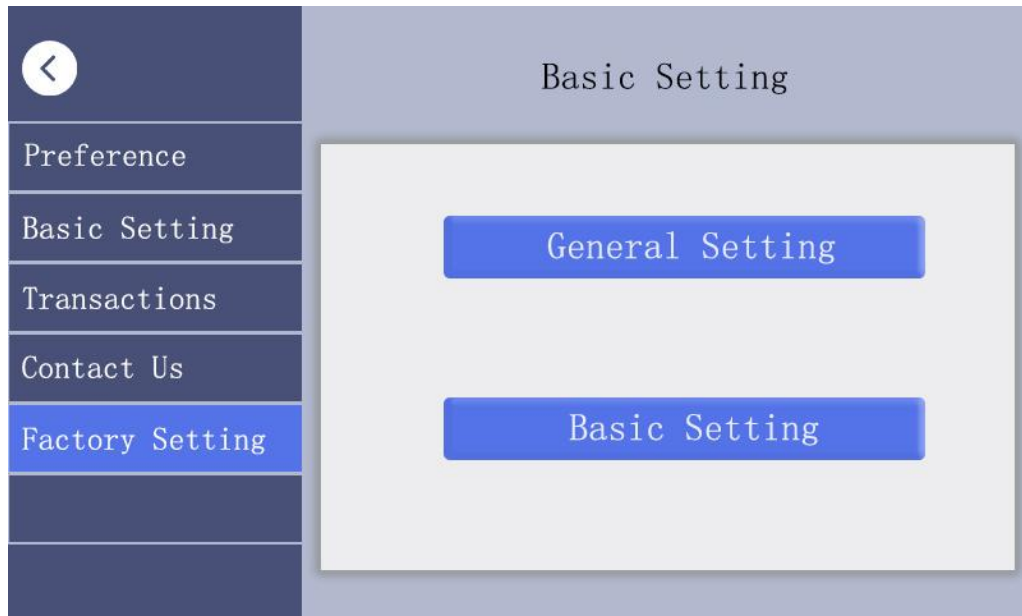 Basic Setting
Preference
Basic Setting
Transactions
Contact Us
Factory Setting
General Setting
Basic Setting